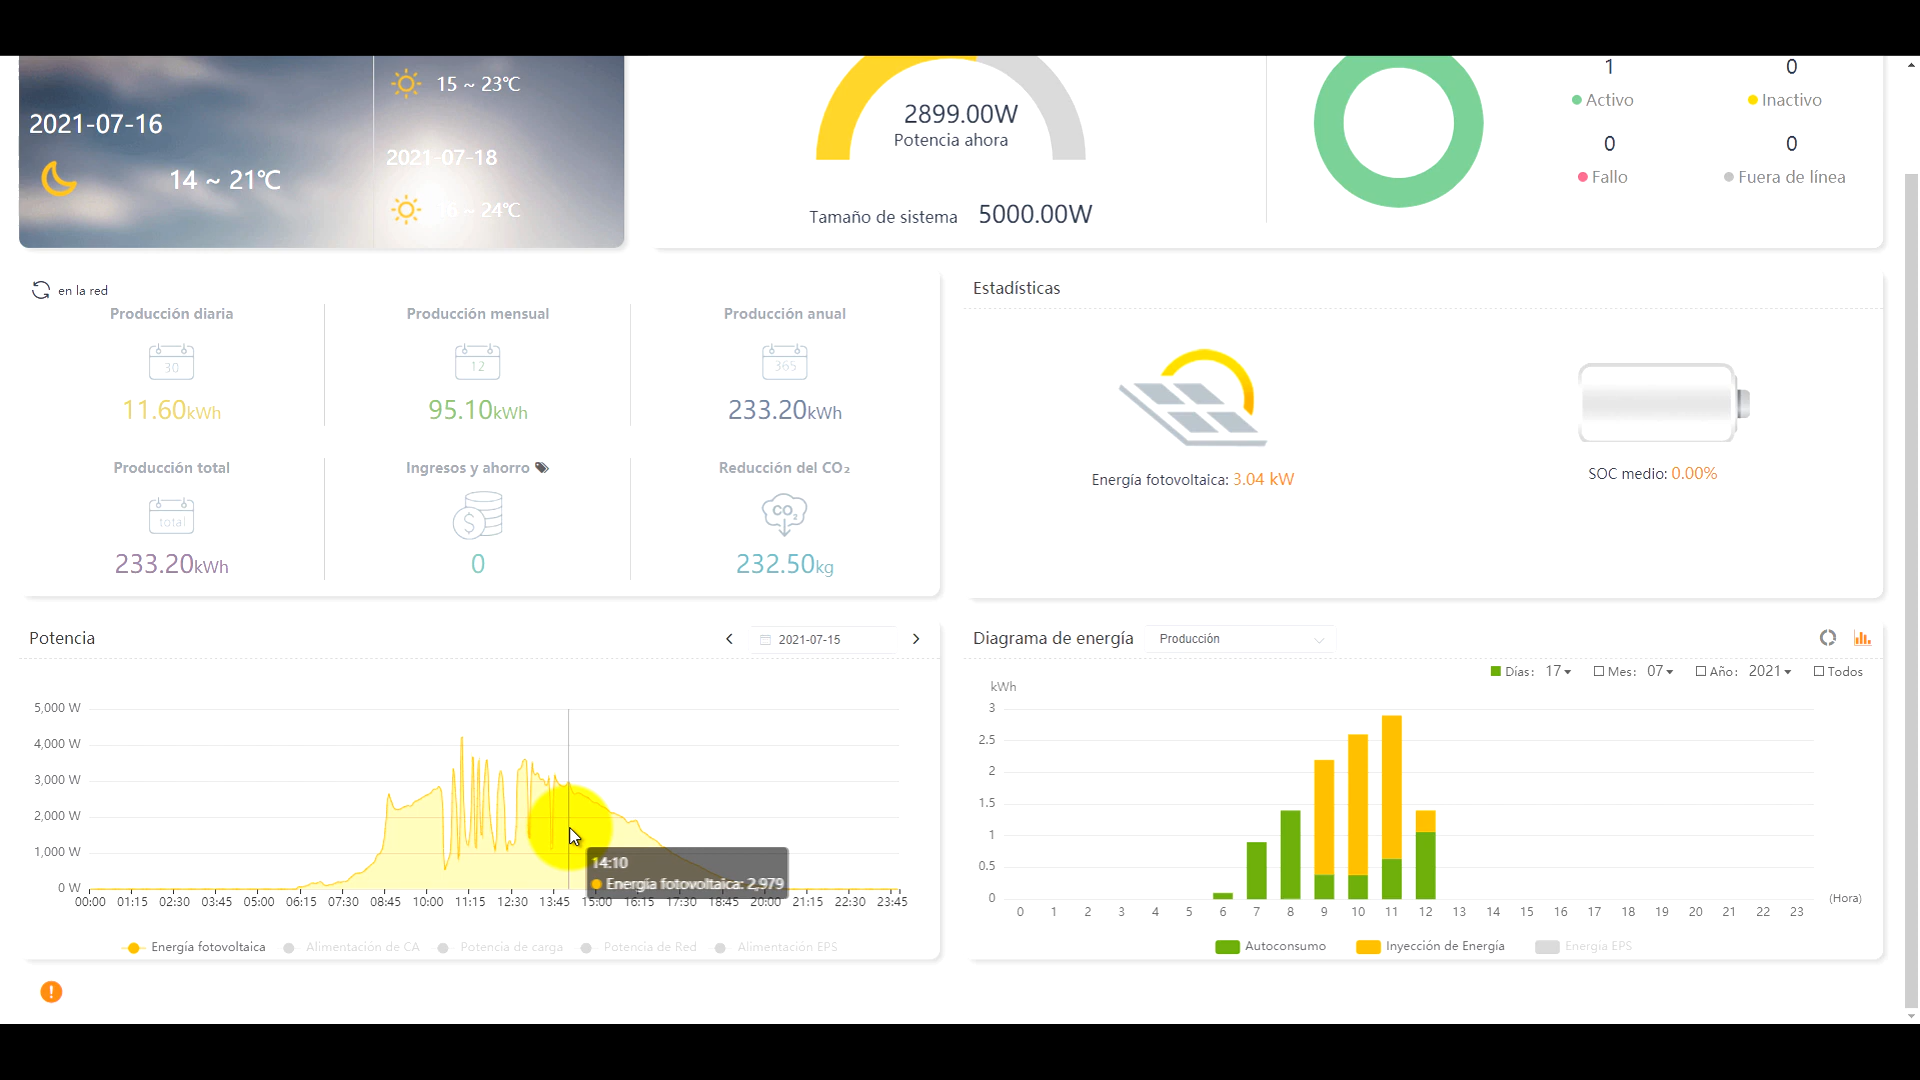 2021-07-16
14 ~ 21℃
15 ~ 23℃
2021-07-18
~ 24℃
2899.00W
Potencia ahora
Tamaño de sistema 5000.00W
1
Activo
0
Inactivo
0
Fallo
0
Fuera de línea
en la red
Producción diaria
30
11.60kWh
Producción mensual
12
95.10kWh
Producción anual
365
233.20kWh
Producción total
total
233.20kWh
Ingresos y ahorro
$
0
Reducción del CO₂
CO₂
232.50kg
Estadísticas
Energía fotovoltaica: 3.04 kW
SOC medio: 0.00%
Potencia
2021-07-15
5,000 W
4,000 W
3,000 W
2,000 W
1,000 W
0 W
14:10
Energía fotovoltaica: 2,979
00:00 01:15 02:30 03:45 05:00 06:15 07:30 08:45 10:00 11:15 12:30 13:45 15:00 16:15 17:30 18:45 20:00 21:15 22:30 23:45
Energía fotovoltaica Alimentación de CA Potencia de carga Potencia de Red Alimentación EPS
Diagrama de energía Producción
Días: 17 Mes: 07 Año: 2021 Todos
kWh
3
2.5
2
1.5
1
0.5
0
(Hora)
0 1 2 3 4 5 6 7 8 9 10 11 12 13 14 15 16 17 18 19 20 21 22 23
Autoconsumo Inyección de Energía Energía EPS
!